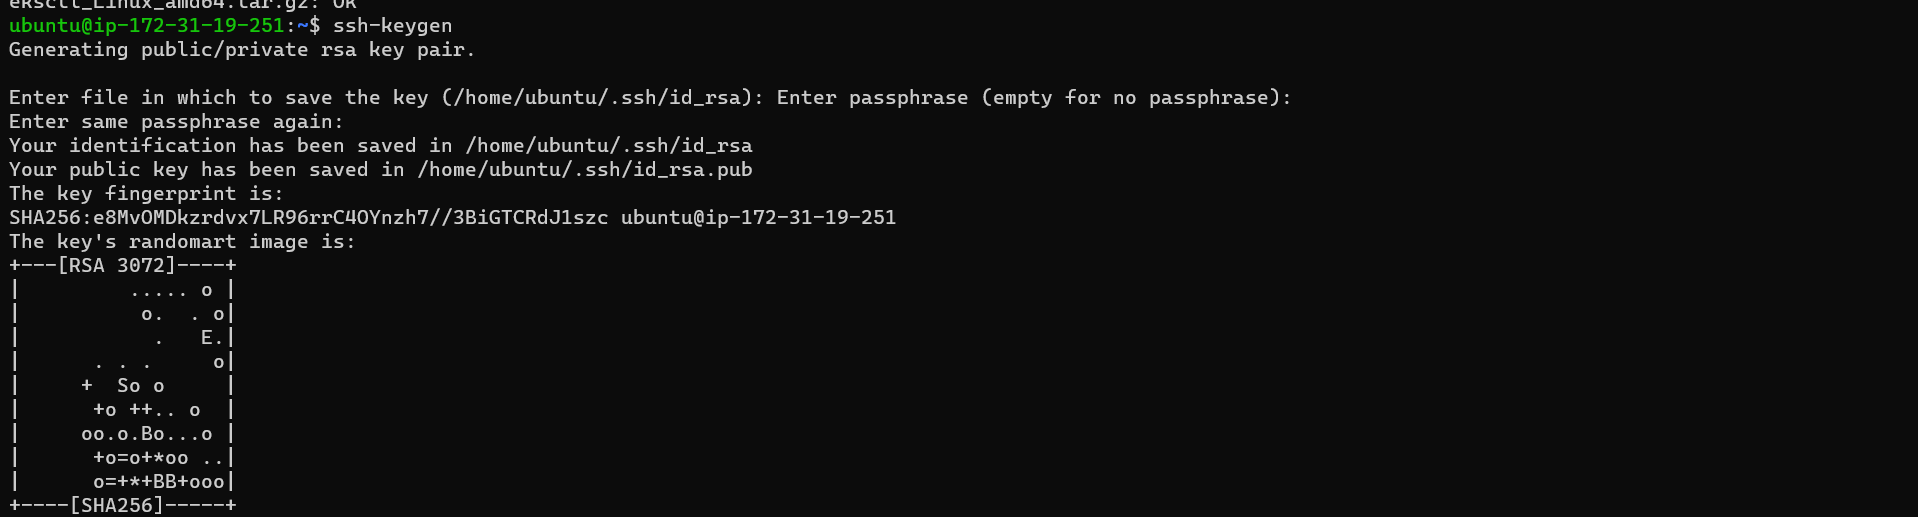 eksctl_Linux_amd64.tar.gz: OK
ubuntu@ip-172-31-19-251:~$ ssh-keygen
Generating public/private rsa key pair.

Enter file in which to save the key (/home/ubuntu/.ssh/id_rsa): Enter passphrase (empty for no passphrase):
Enter same passphrase again:
Your identification has been saved in /home/ubuntu/.ssh/id_rsa
Your public key has been saved in /home/ubuntu/.ssh/id_rsa.pub
The key fingerprint is:
SHA256:e8MvOMDkzrdvx7LR96rrC4OYnzh7//3BiGTCRdJ1szc ubuntu@ip-172-31-19-251
The key's randomart image is:
+---[RSA 3072]----+
|         ..... o |
|          o.  . o|
|           .   E.|
|      . . .     o|
|     +  So o     |
|      +o ++.. o  |
|     oo.o.Bo...o |
|      +o=o+*oo ..|
|      o=+*+BB+ooo|
+----[SHA256]-----+